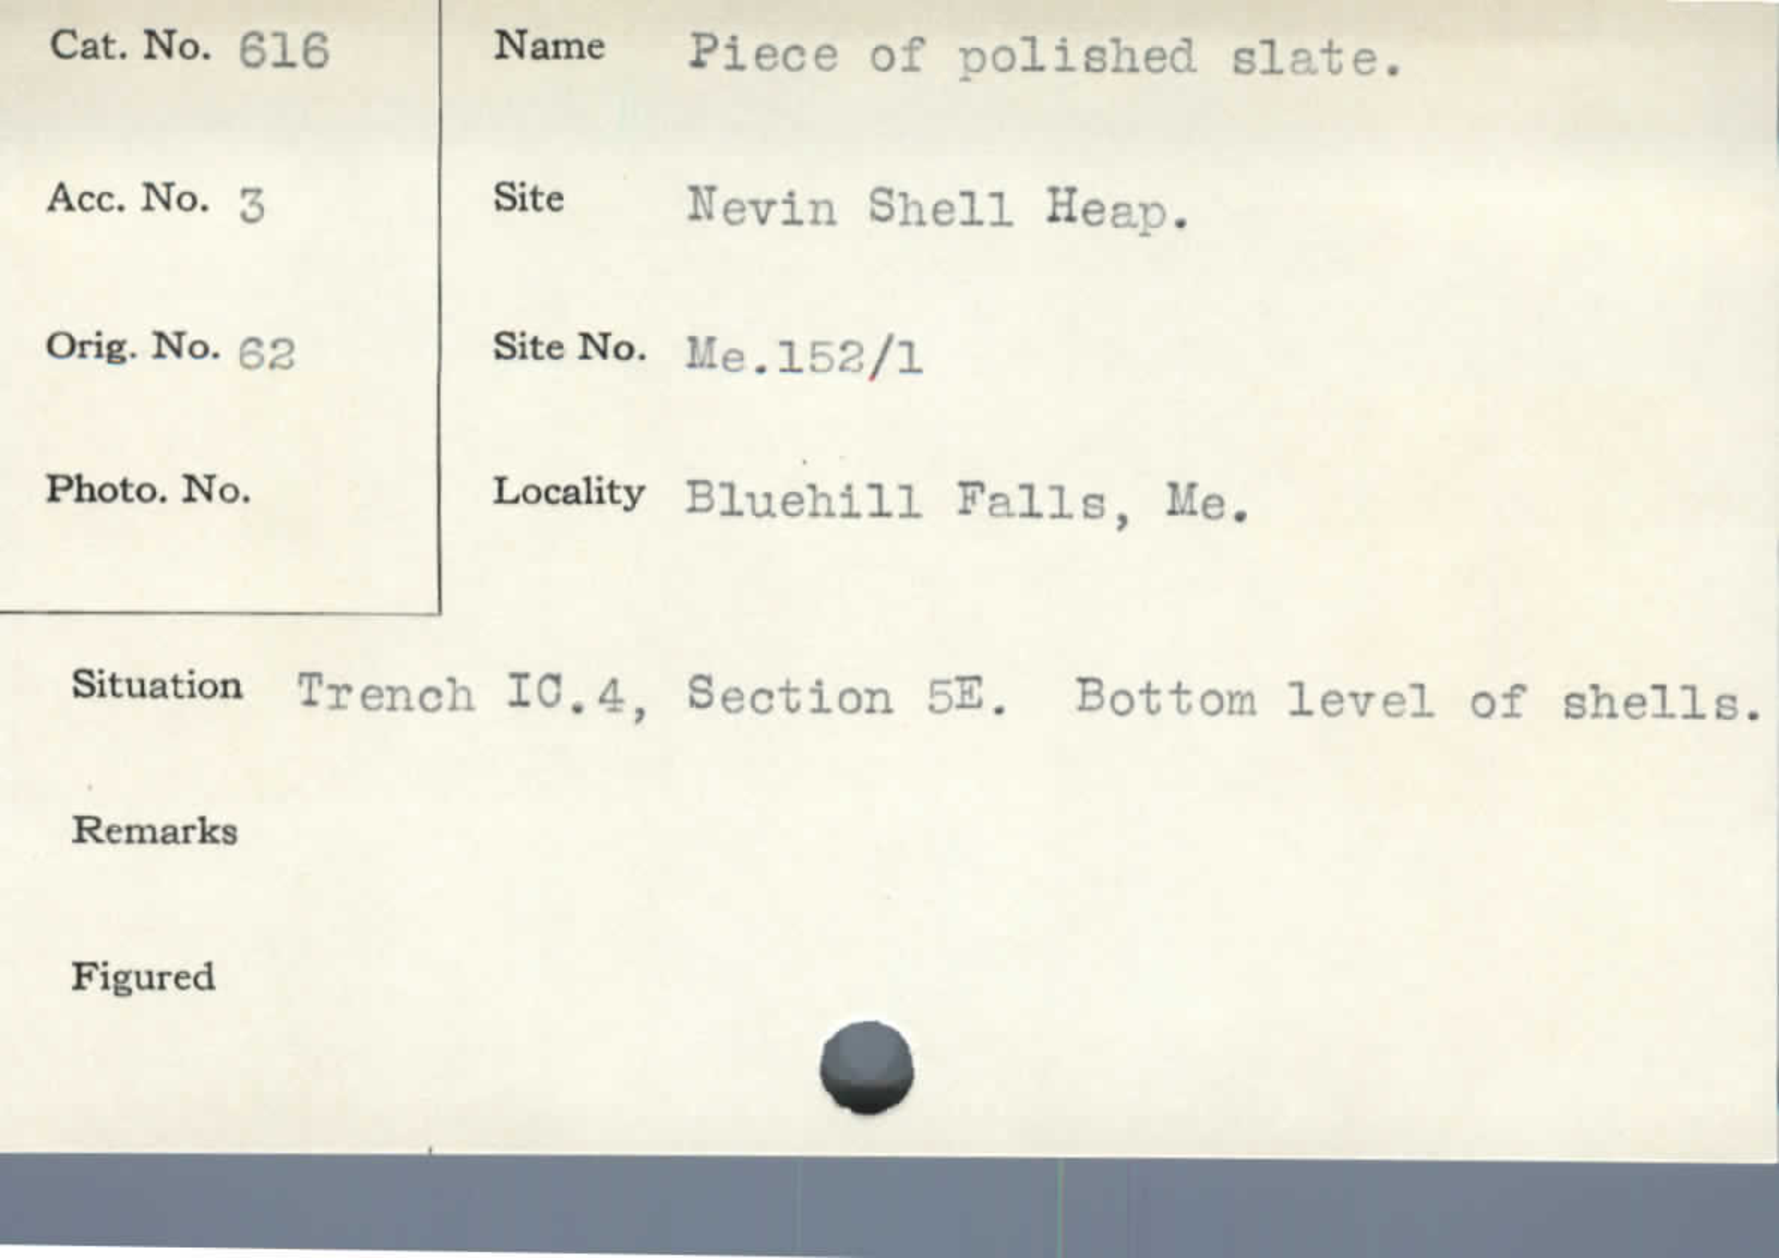 Cat. No. 616
Name Piece of polished slate.
Acc. No. 3
Site Nevin Shell Heap.
Orig. No. 62
Site No. Me.152/1
Photo. No.
Locality Bluehill Falls, Me.
Situation Trench IC.4, Section 5E. Bottom level of shells.
Remarks
Figured